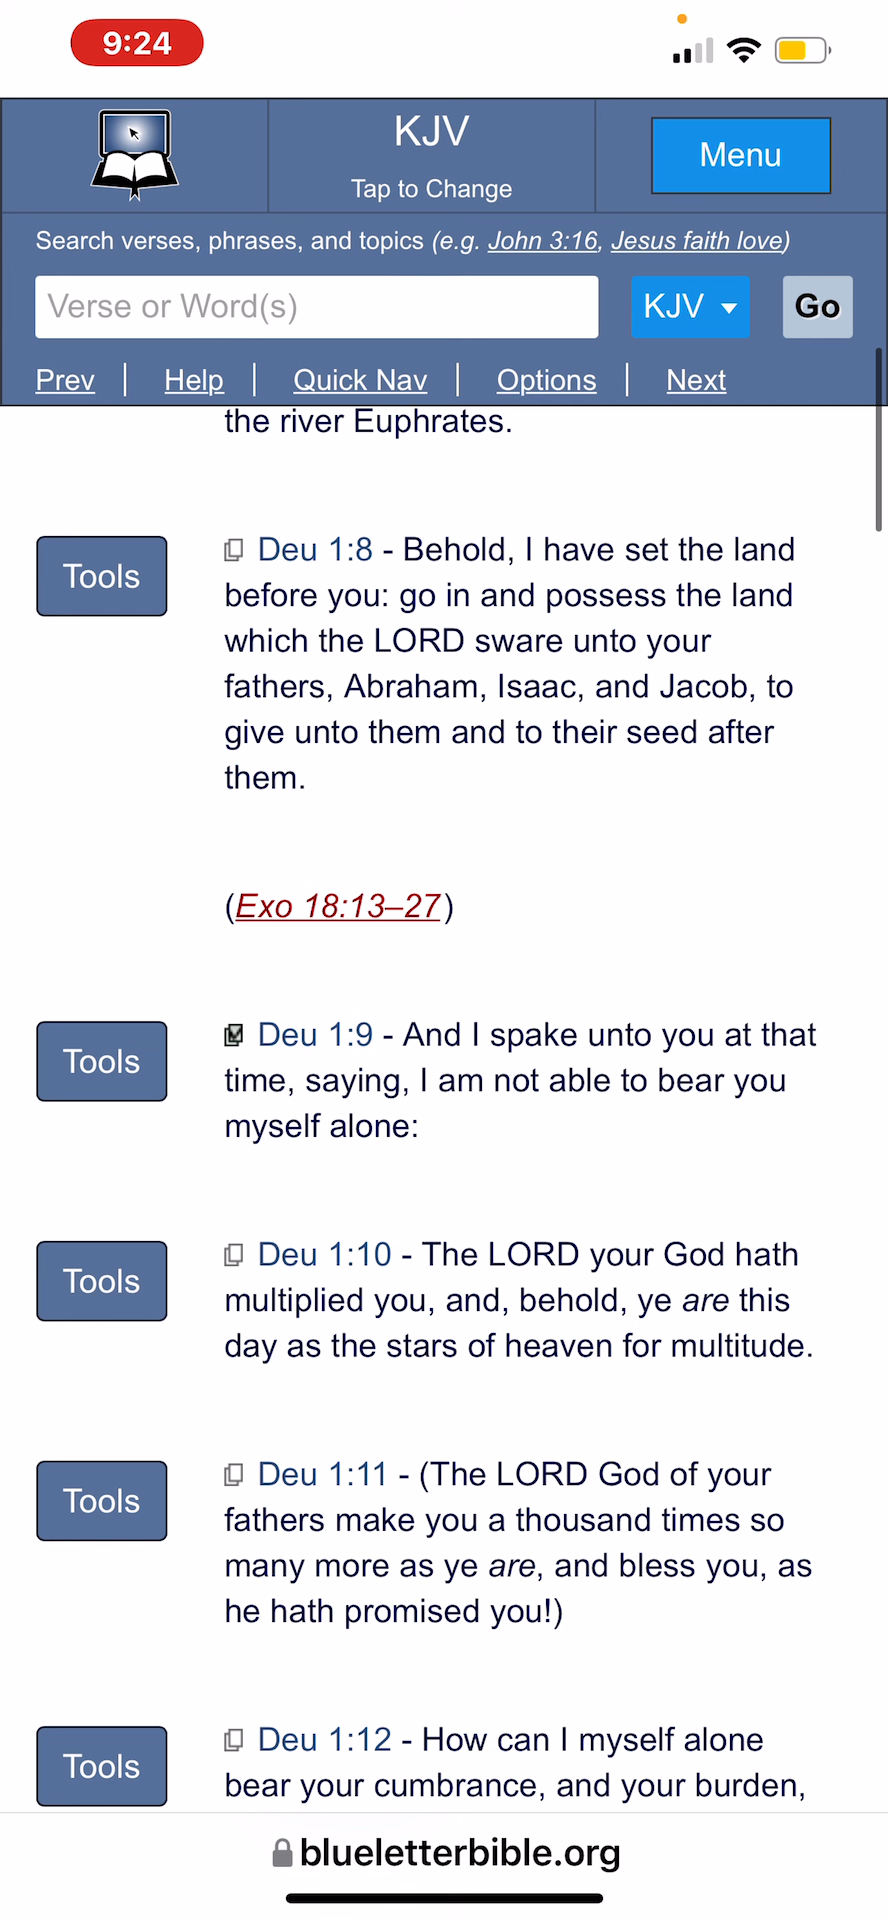 9:24
KJV
Tap to Change
Menu
Search verses, phrases, and topics (e.g. John 3:16, Jesus faith love)
Verse or Word(s)
KJV
Go
Prev | Help | Quick Nav | Options | Next
the river Euphrates.
Tools
Deu 1:8 - Behold, I have set the land
before you: go in and possess the land
which the LORD sware unto your
fathers, Abraham, Isaac, and Jacob, to
give unto them and to their seed after
them.
(Exo 18:13–27)
Tools
Deu 1:9 - And I spake unto you at that
time, saying, I am not able to bear you
myself alone:
Tools
Deu 1:10 - The LORD your God hath
multiplied you, and, behold, ye are this
day as the stars of heaven for multitude.
Tools
Deu 1:11 - (The LORD God of your
fathers make you a thousand times so
many more as ye are, and bless you, as
he hath promised you!)
Tools
Deu 1:12 - How can I myself alone
bear your cumbrance, and your burden,
blueletterbible.org